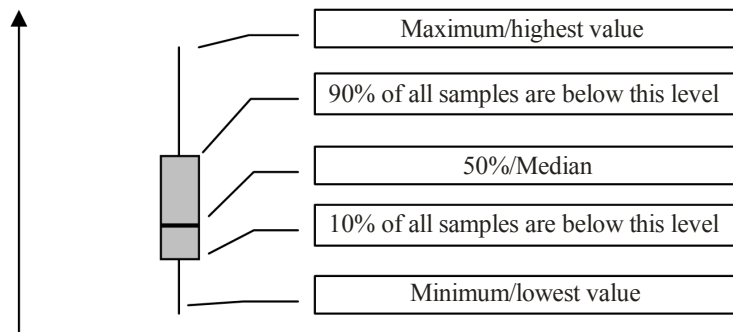 Maximum/highest value
90% of all samples are below this level
50%/Median
10% of all samples are below this level
Minimum/lowest value